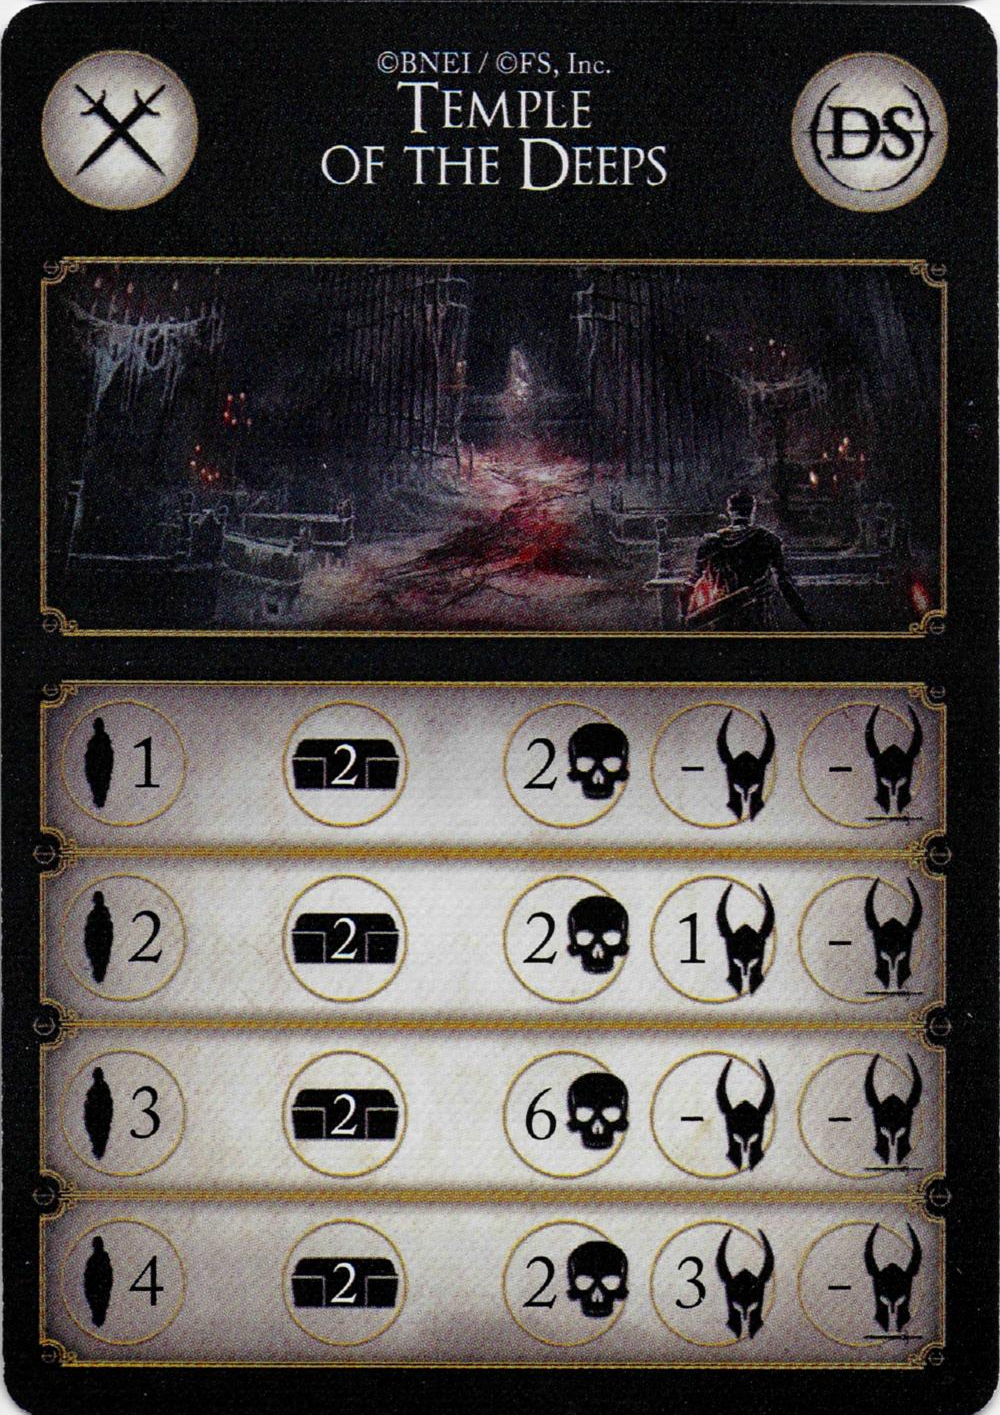 ©BNEI / ©FS, Inc.
DS
TEMPLE
OF THE DEEPS
1 2 2 - -
2 2 2 1 -
3 2 6 - -
4 2 2 3 -